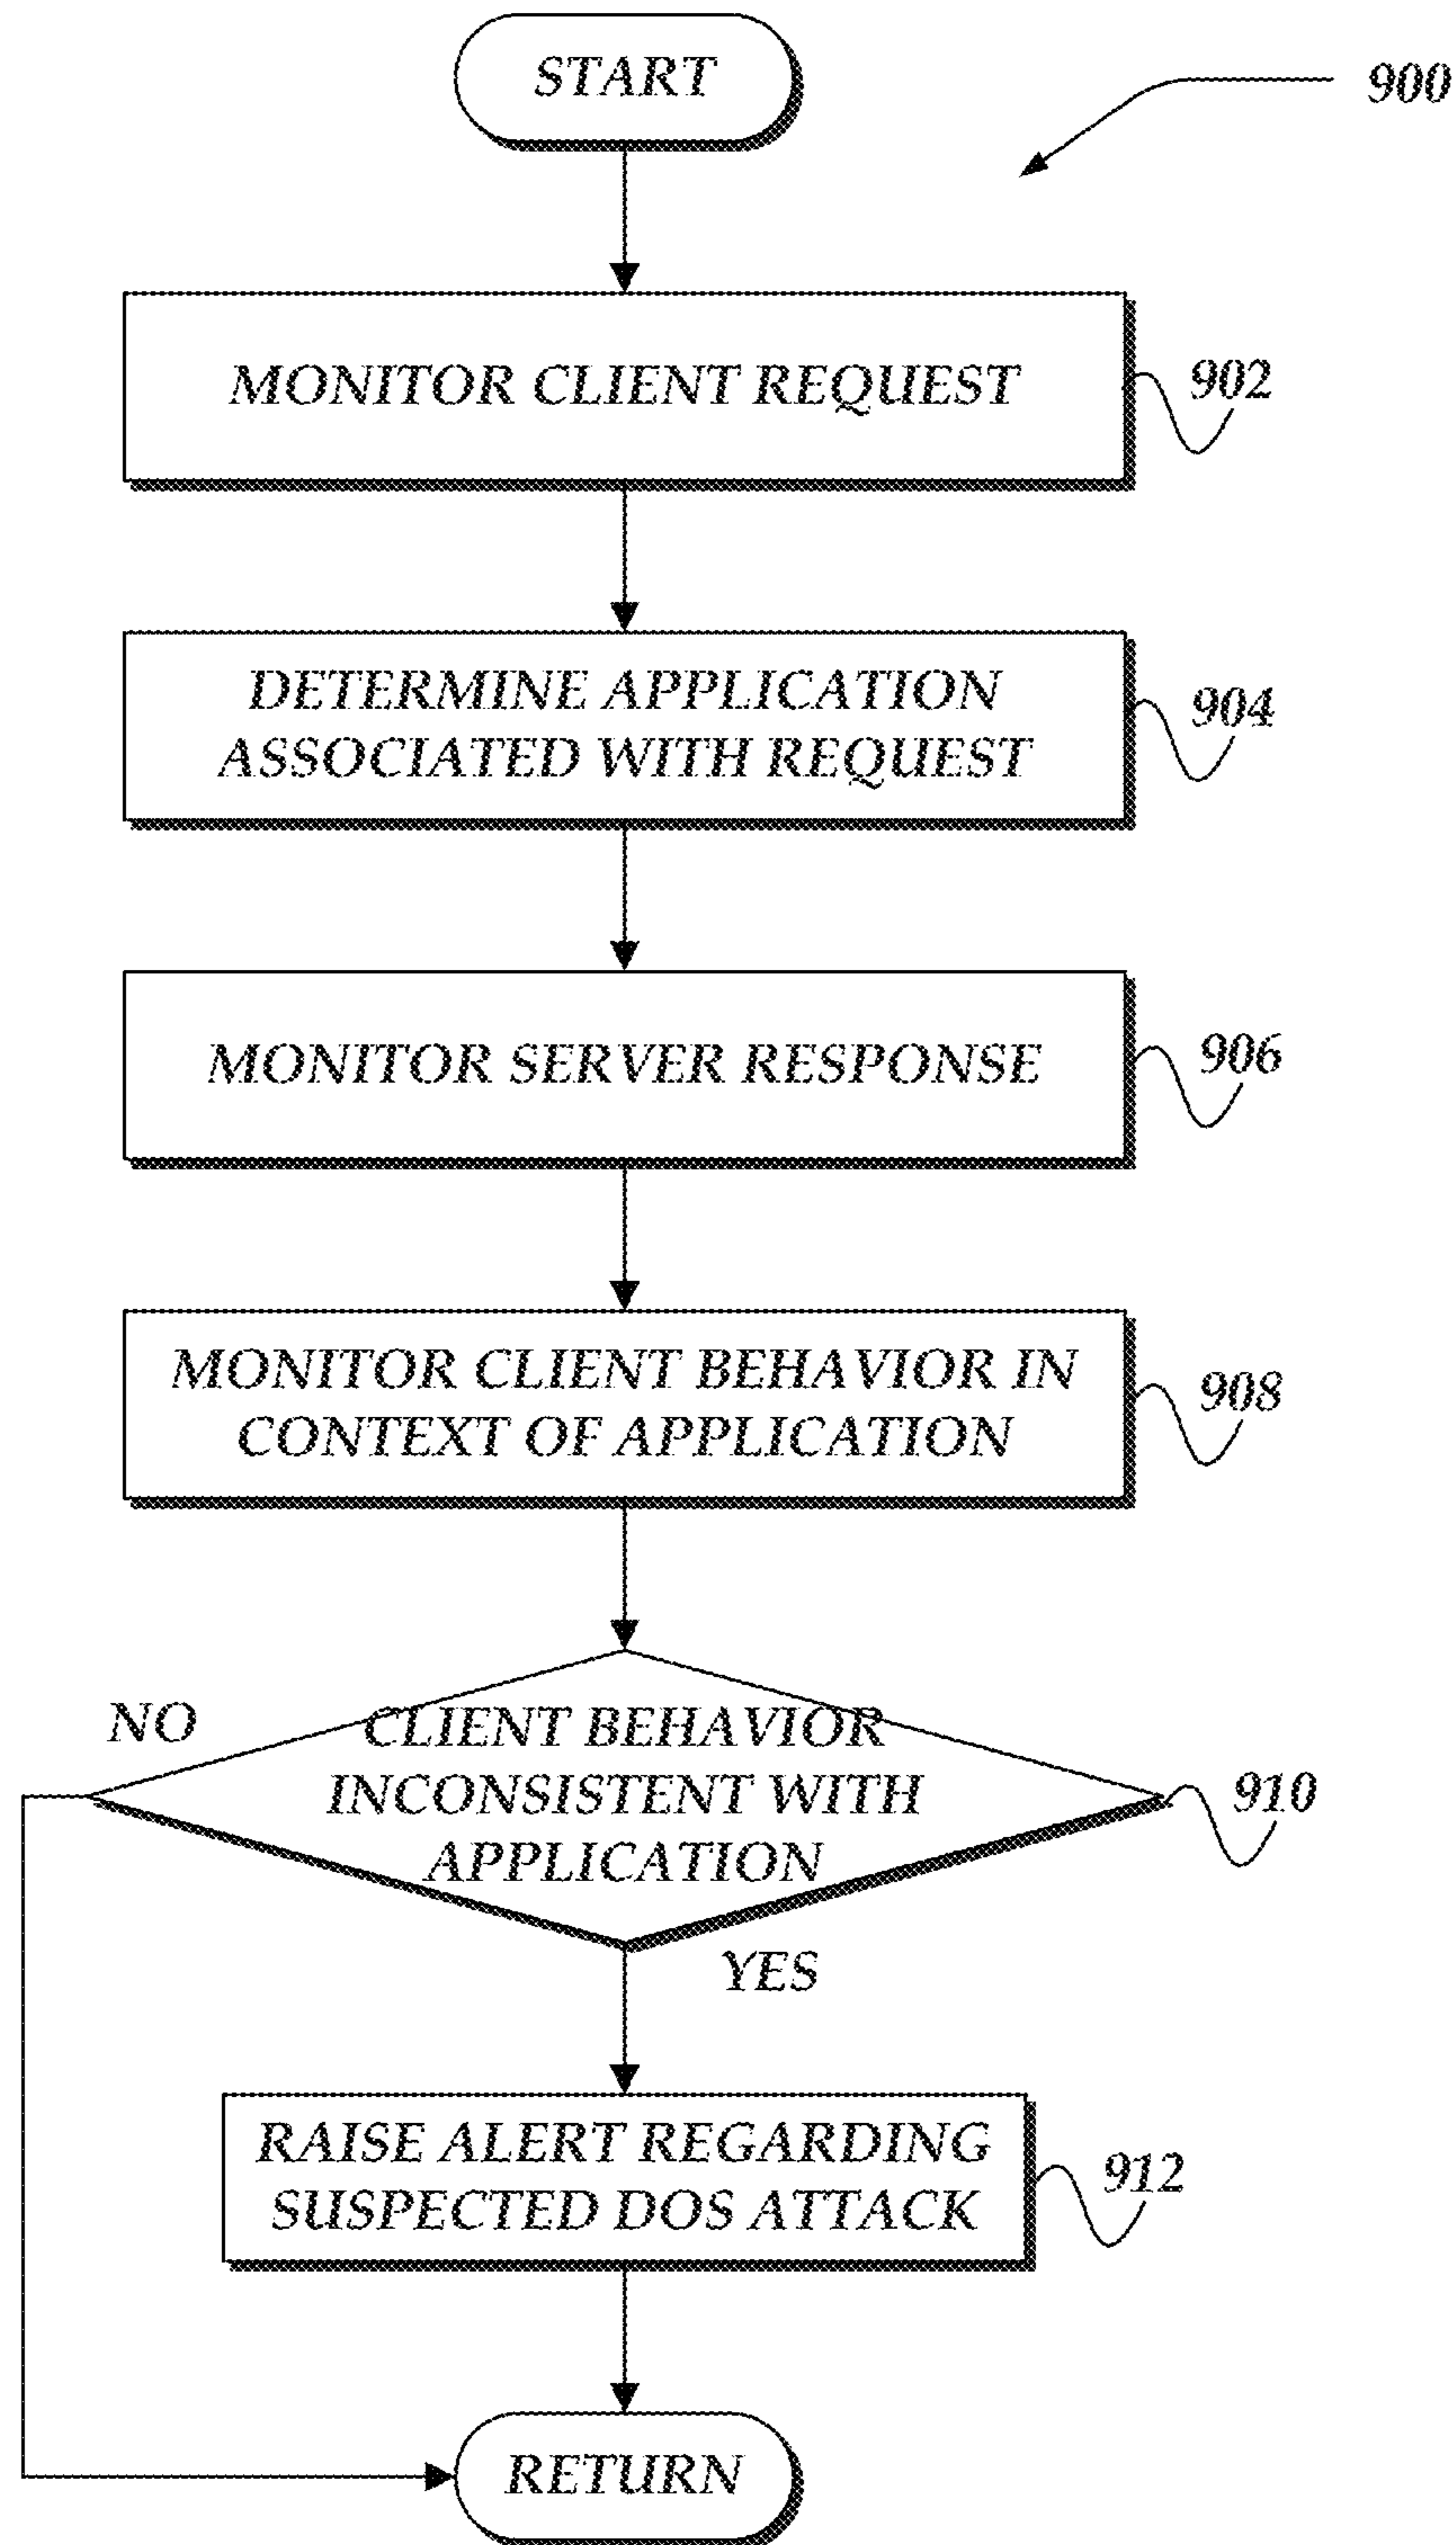 START
900
MONITOR CLIENT REQUEST
902
DETERMINE APPLICATION
ASSOCIATED WITH REQUEST
904
MONITOR SERVER RESPONSE
906
MONITOR CLIENT BEHAVIOR IN
CONTEXT OF APPLICATION
908
NO
CLIENT BEHAVIOR
INCONSISTENT WITH
APPLICATION
910
YES
RAISE ALERT REGARDING
SUSPECTED DOS ATTACK
912
RETURN